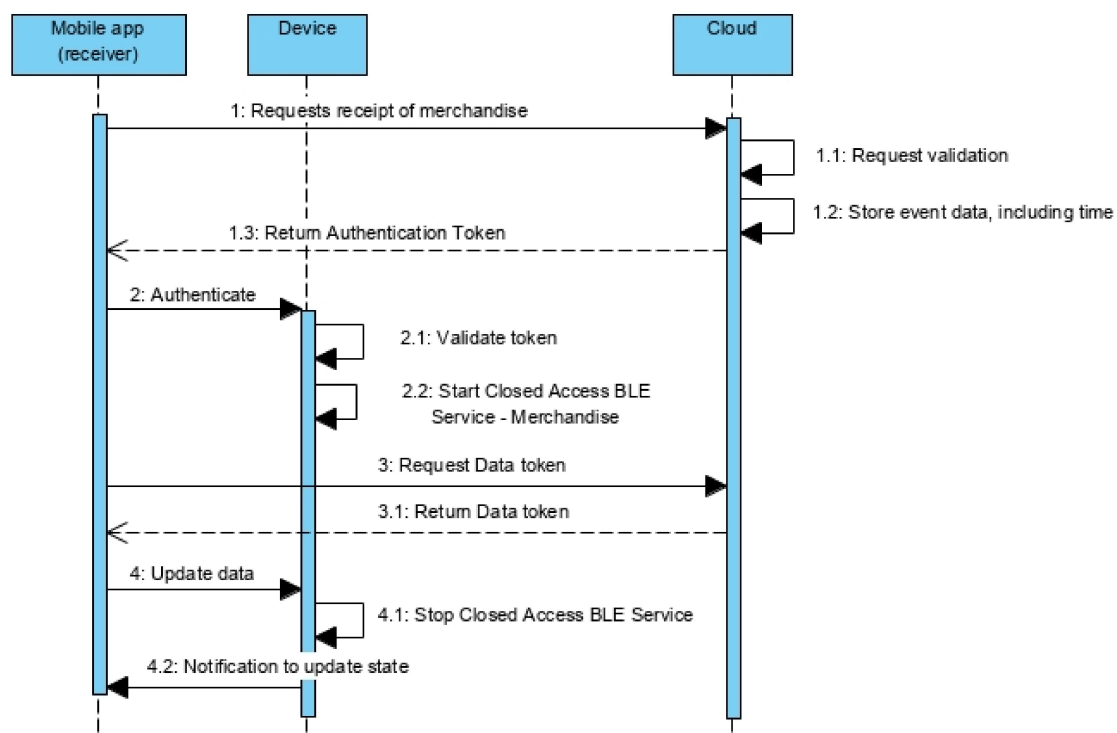 Mobile app
(receiver)
Device
Cloud
1: Requests receipt of merchandise
1.1: Request validation
1.2: Store event data, including time
1.3: Return Authentication Token
2: Authenticate
2.1: Validate token
2.2: Start Closed Access BLE
Service - Merchandise
3: Request Data token
3.1: Return Data token
4: Update data
4.1: Stop Closed Access BLE Service
4.2: Notification to update state